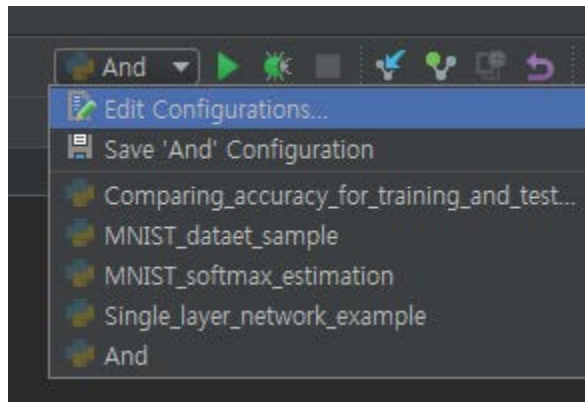 And
Edit Configurations...
Save 'And' Configuration
Comparing_accuracy_for_training_and_test...
MNIST_dataet_sample
MNIST_softmax_estimation
Single_layer_network_example
And